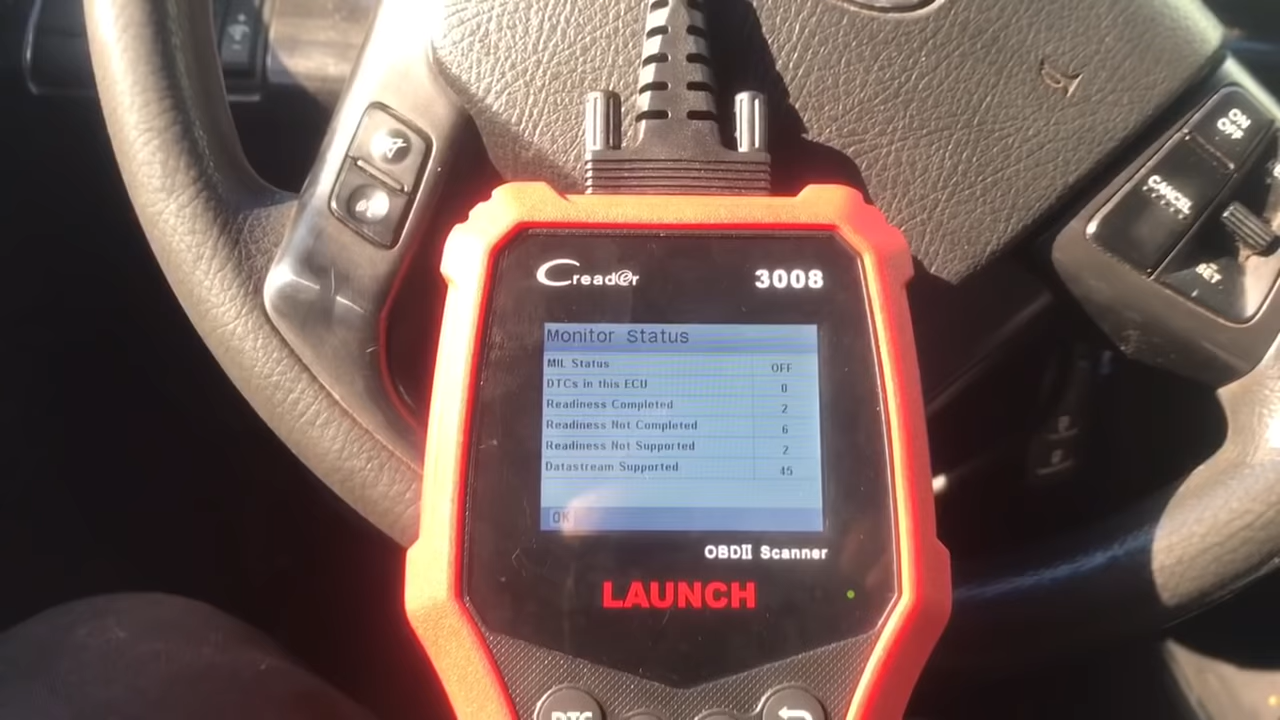 ON
OFF
CANCEL
SET
Creader
3008
Monitor Status
MIL Status OFF
DTCs in this ECU 0
Readiness Completed 2
Readiness Not Completed 6
Readiness Not Supported 2
Datastream Supported 45
OK
OBDII Scanner
LAUNCH
DTC